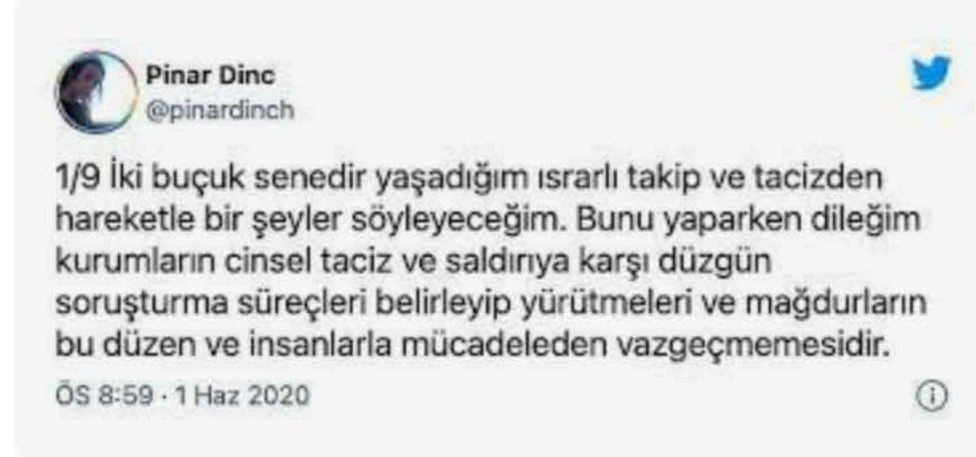 Pinar Dinc
@pinardinch
1/9 İki buçuk senedir yaşadığım ısrarlı takip ve tacizden
hareketle bir şeyler söyleyeceğim. Bunu yaparken dileğim
kurumların cinsel taciz ve saldırıya karşı düzgün
soruşturma süreçleri belirleyip yürütmeleri ve mağdurların
bu düzen ve insanlarla mücadeleden vazgeçmemesidir.
ÖS 8:59 · 1 Haz 2020